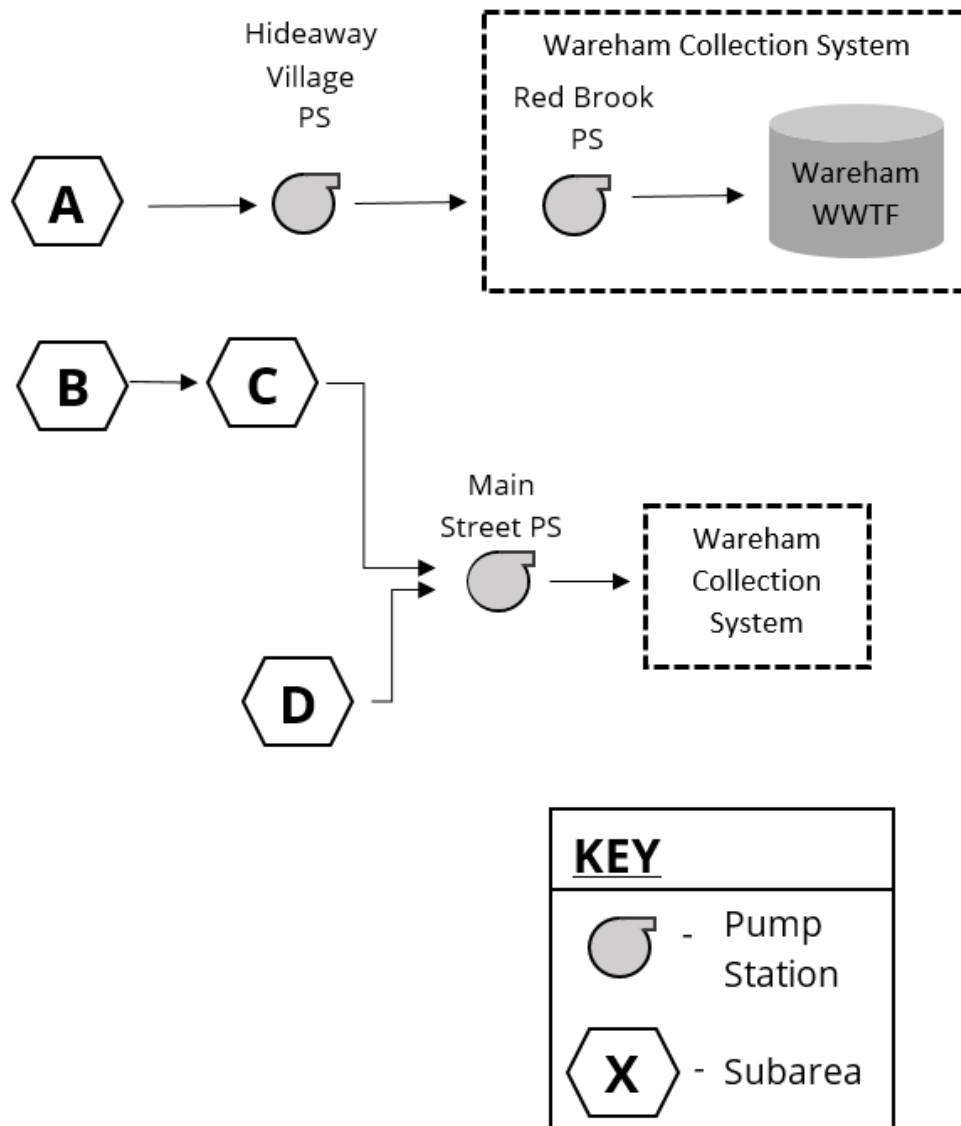 Hideaway
Village
PS
Wareham Collection System
Red Brook
PS
A
Wareham
WWTF
B
C
Main
Street PS
Wareham
Collection
System
D
KEY
- Pump
Station
X - Subarea